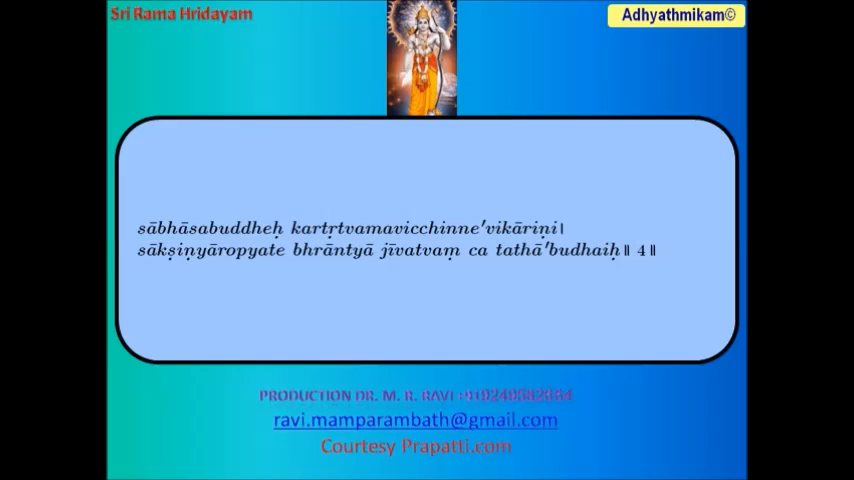 Sri Rama Hridayam
Adhyathmikam©
sābhāsabuddheḥ kartṛtvamavicchinne'vikāriṇi।
sākṣiṇyāropyate bhrāntyā jīvatvaṃ ca tathā'budhaiḥ॥ 4॥
PRODUCTION DR. M. R. RAVI
ravi.mamparambath@gmail.com
Courtesy Prapatti.com